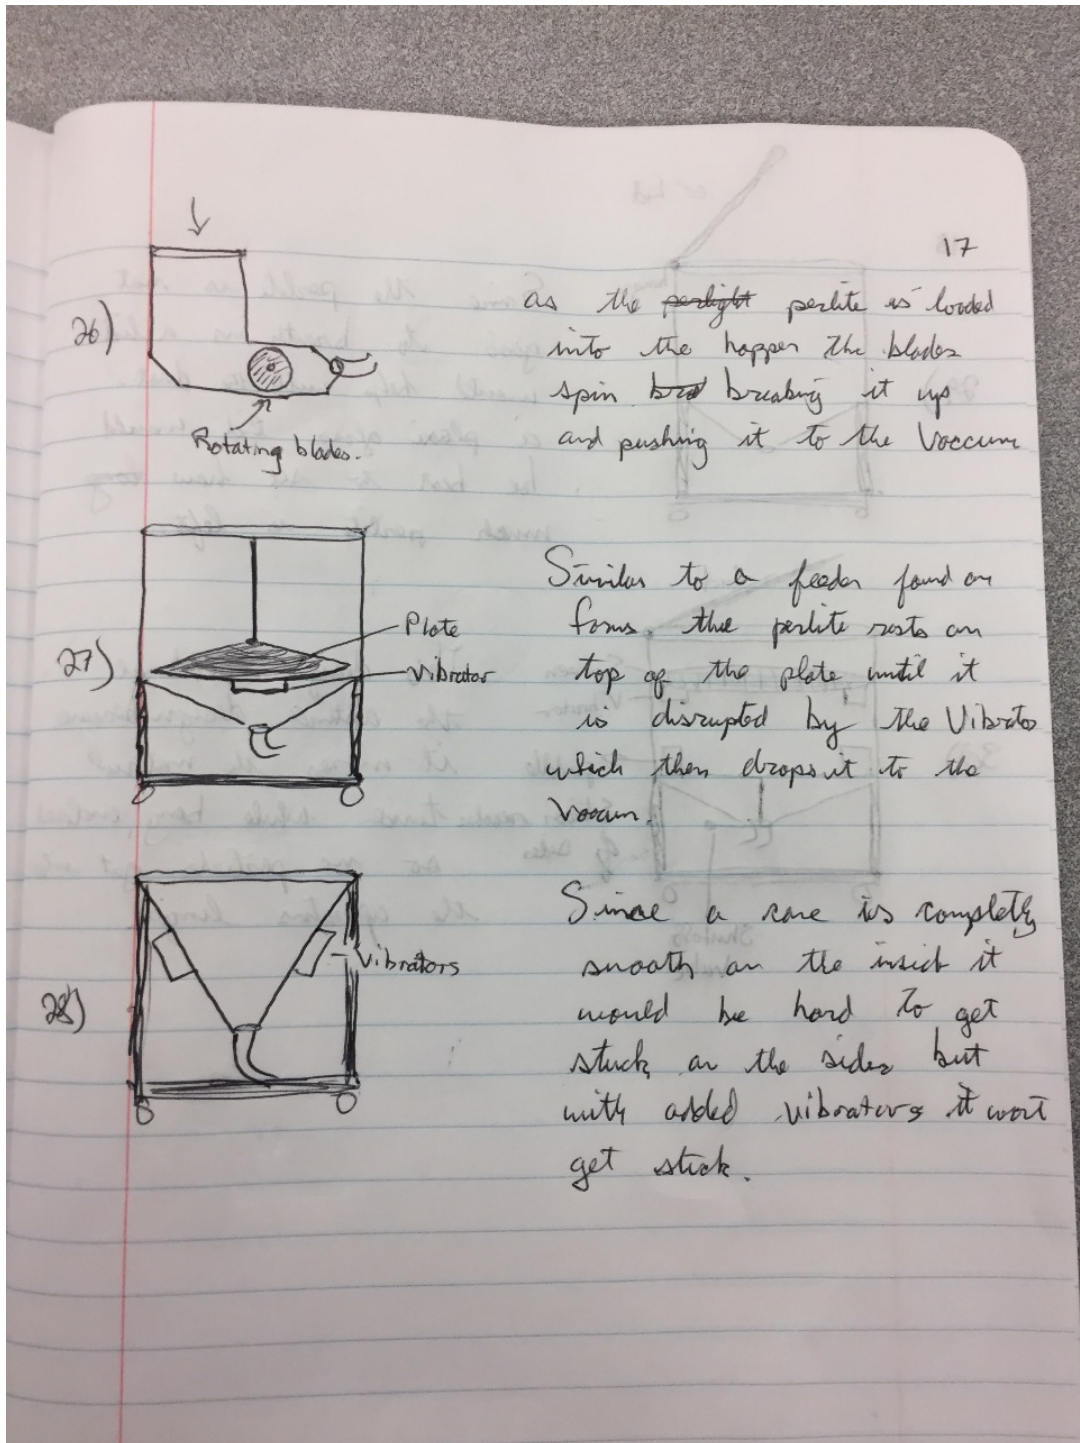 17
26)
as the perlight perlite is loaded
into the hopper the blades
spin breaking it up
and pushing it to the Vaccum
Rotating blades.
27)
Plate
Vibrator
Similar to a feeder found on
farms. the perlite rests on
top of the plate until it
is disrupted by the Vibrator
which then drops it to the
Vaccum.
28)
Vibrators
Since a cone is completly
smooth on the inside it
would be hard to get
stuck on the sides but
with added vibrators it wont
get stuck.